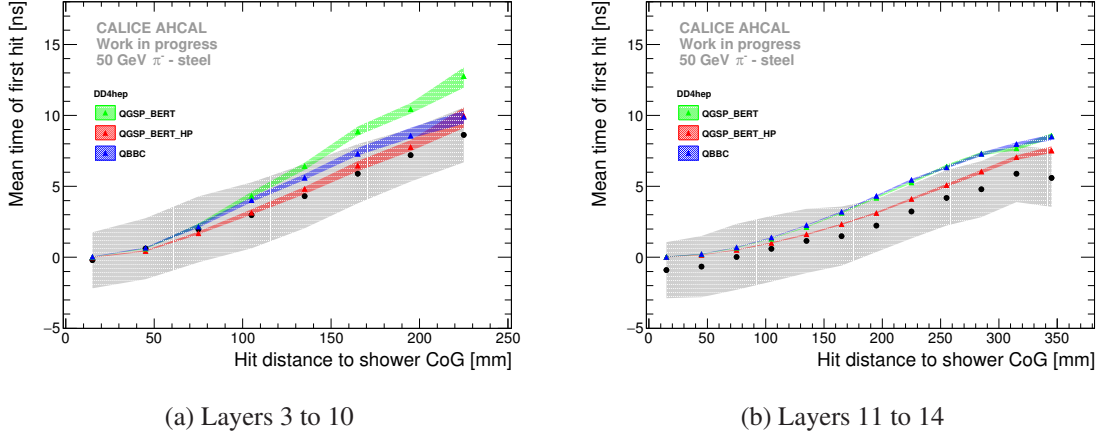 Mean time of first hit [ns]
15
10
5
0
−5
CALICE AHCAL
Work in progress
50 GeV π⁻ - steel
DD4hep
QGSP_BERT
QGSP_BERT_HP
QBBC
0 50 100 150 200 250
Hit distance to shower CoG [mm]
(a) Layers 3 to 10
Mean time of first hit [ns]
15
10
5
0
−5
CALICE AHCAL
Work in progress
50 GeV π⁻ - steel
DD4hep
QGSP_BERT
QGSP_BERT_HP
QBBC
0 50 100 150 200 250 300 350
Hit distance to shower CoG [mm]
(b) Layers 11 to 14